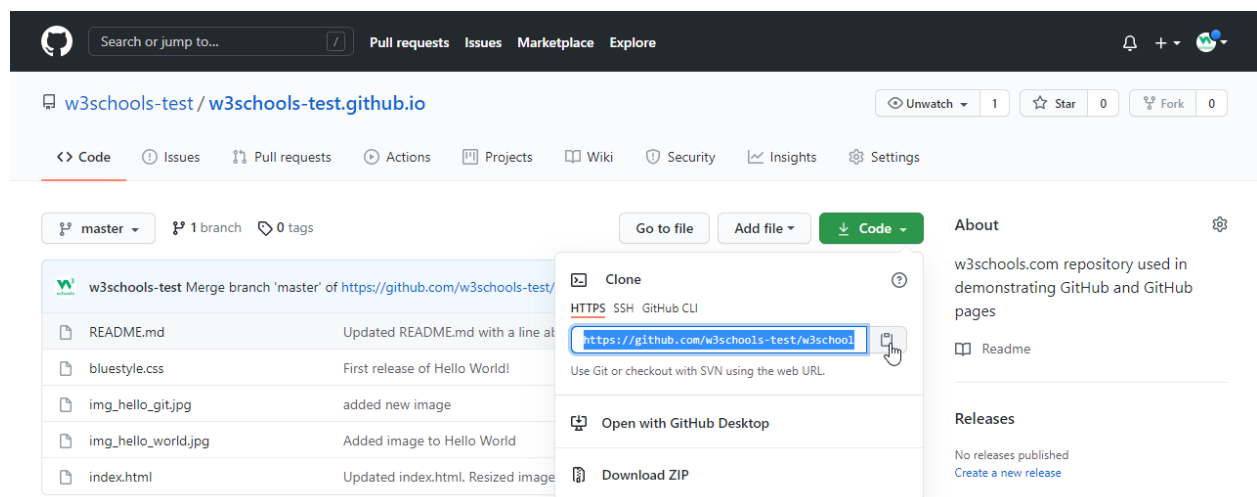 Search or jump to... / Pull requests Issues Marketplace Explore
w3schools-test / w3schools-test.github.io Unwatch 1 Star 0 Fork 0
Code Issues Pull requests Actions Projects Wiki Security Insights Settings
master 1 branch 0 tags Go to file Add file Code
About
w3schools-test Merge branch 'master' of https://github.com/w3schools-test/
README.md Updated README.md with a line
bluestyle.css First release of Hello World!
img_hello_git.jpg added new image
img_hello_world.jpg Added image to Hello World
index.html Updated index.html. Resized image
Clone
HTTPS SSH GitHub CLI
https://github.com/w3schools-test/w3school
Use Git or checkout with SVN using the web URL.
Open with GitHub Desktop
Download ZIP
w3schools.com repository used in
demonstrating GitHub and GitHub
pages
Readme
Releases
No releases published
Create a new release